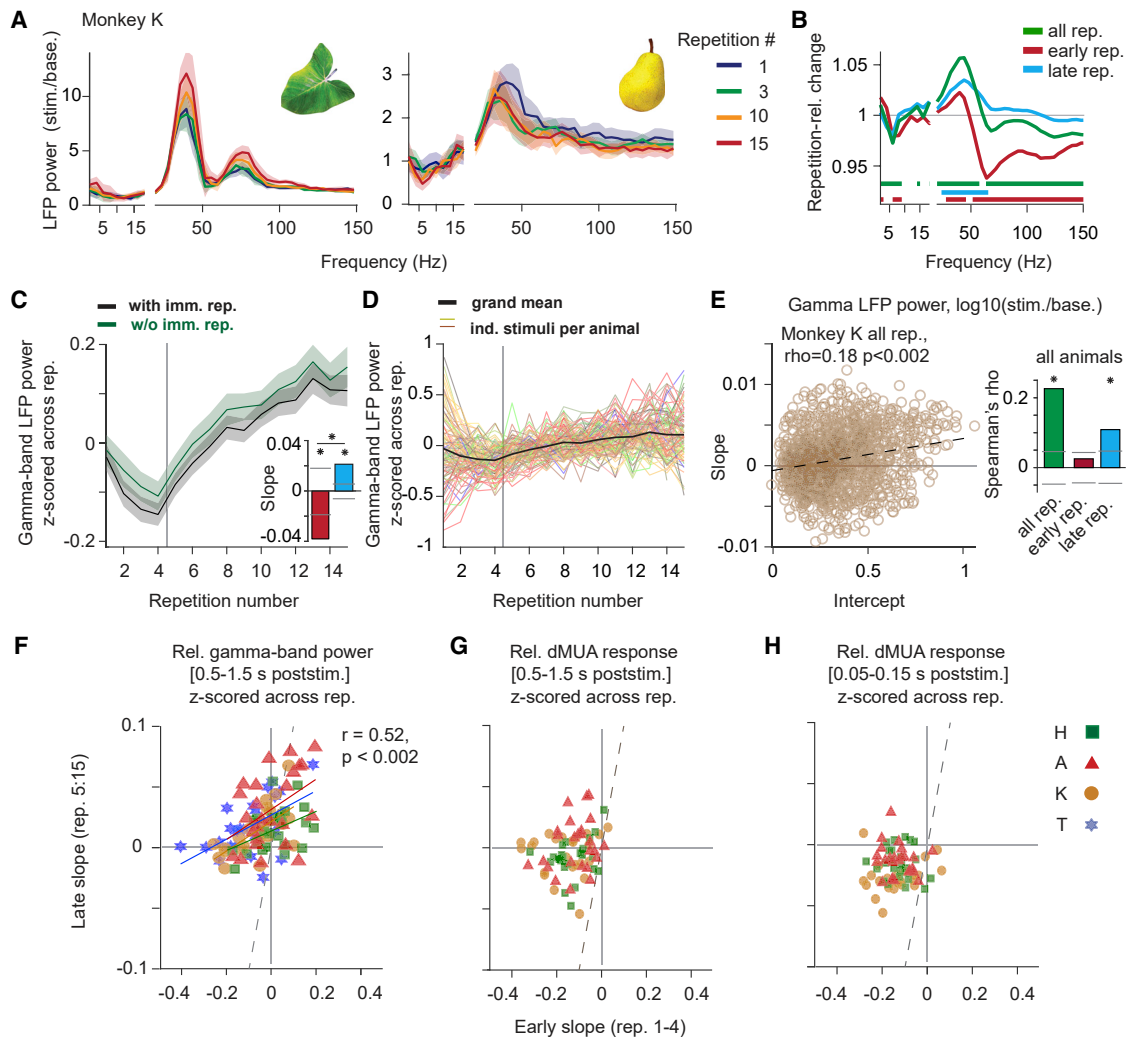 A
Monkey K
LFP power (stim./base.)
10
5
0
5
15
50
100
150
3
2
1
0
5
15
50
100
150
Frequency (Hz)
Repetition #
1
3
10
15
B
all rep.
early rep.
late rep.
Repetition-rel. change
1.05
1
0.95
5
15
50
100
150
Frequency (Hz)
C
with imm. rep.
w/o imm. rep.
Gamma-band LFP power
z-scored across rep.
0.2
0
-0.2
2
4
6
8
10
12
14
Repetition number
Slope
0.04
0
-0.04
*
*
*
D
grand mean
ind. stimuli per animal
Gamma-band LFP power
z-scored across rep.
1
0.5
0
-0.5
-1
2
4
6
8
10
12
14
Repetition number
E
Gamma LFP power, log10(stim./base.)
Monkey K all rep.,
rho=0.18 p<0.002
Slope
0.01
0
-0.01
0
0.5
1
Intercept
all animals
Spearman's rho
0.2
0
*
*
all rep.
early rep.
late rep.
F
Rel. gamma-band power
[0.5-1.5 s poststim.]
z-scored across rep.
r = 0.52,
p < 0.002
Late slope (rep. 5:15)
0.1
0
-0.1
-0.4
-0.2
0
0.2
0.4
G
Rel. dMUA response
[0.5-1.5 s poststim.]
z-scored across rep.
-0.4
-0.2
0
0.2
0.4
Early slope (rep. 1-4)
H
Rel. dMUA response
[0.05-0.15 s poststim.]
z-scored across rep.
-0.4
-0.2
0
0.2
0.4
H
A
K
T